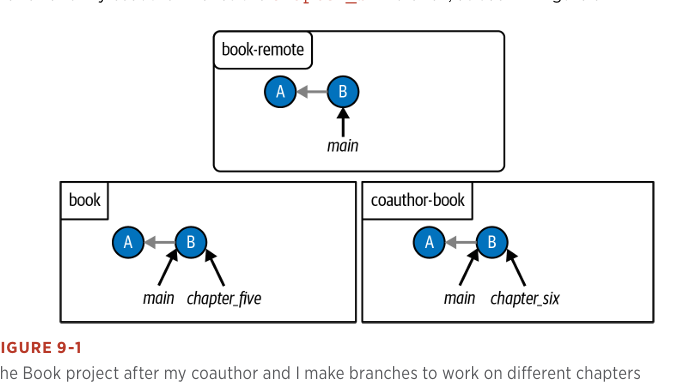 book-remote
A
B
main
book
A
B
main
chapter_five
coauthor-book
A
B
main
chapter_six
IGURE 9-1
he Book project after my coauthor and I make branches to work on different chapters